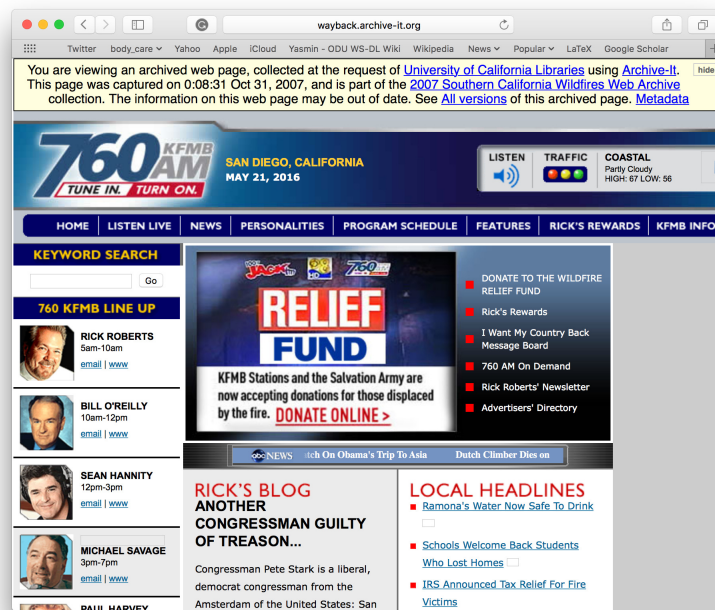 wayback.archive-it.org
Twitter body_care Yahoo Apple iCloud Yasmin - ODU WS-DL Wiki Wikipedia News Popular LaTeX Google Scholar
You are viewing an archived web page, collected at the request of University of California Libraries using Archive-It. hide
This page was captured on 0:08:31 Oct 31, 2007, and is part of the 2007 Southern California Wildfires Web Archive
collection. The information on this web page may be out of date. See All versions of this archived page. Metadata
760 KFMB
AM
TUNE IN. TURN ON.
SAN DIEGO, CALIFORNIA
MAY 21, 2016
LISTEN TRAFFIC COASTAL
Partly Cloudy
HIGH: 67 LOW: 56
HOME LISTEN LIVE NEWS PERSONALITIES PROGRAM SCHEDULE FEATURES RICK'S REWARDS KFMB INFO
KEYWORD SEARCH
Go
760 KFMB LINE UP
RICK ROBERTS
5am-10am
email | www
BILL O'REILLY
10am-12pm
email | www
SEAN HANNITY
12pm-3pm
email | www
MICHAEL SAVAGE
3pm-7pm
email | www
PAUL HARVEY
JACK 760
RELIEF
FUND
KFMB Stations and the Salvation Army are
now accepting donations for those displaced
by the fire. DONATE ONLINE >
DONATE TO THE WILDFIRE
RELIEF FUND
Rick's Rewards
I Want My Country Back
Message Board
760 AM On Demand
Rick Roberts' Newsletter
Advertisers' Directory
abc NEWS tch On Obama's Trip To Asia Dutch Climber Dies on
RICK'S BLOG
ANOTHER
CONGRESSMAN GUILTY
OF TREASON...
Congressman Pete Stark is a liberal,
democrat congressman from the
Amsterdam of the United States: San
LOCAL HEADLINES
Ramona's Water Now Safe To Drink
Schools Welcome Back Students
Who Lost Homes
IRS Announced Tax Relief For Fire
Victims